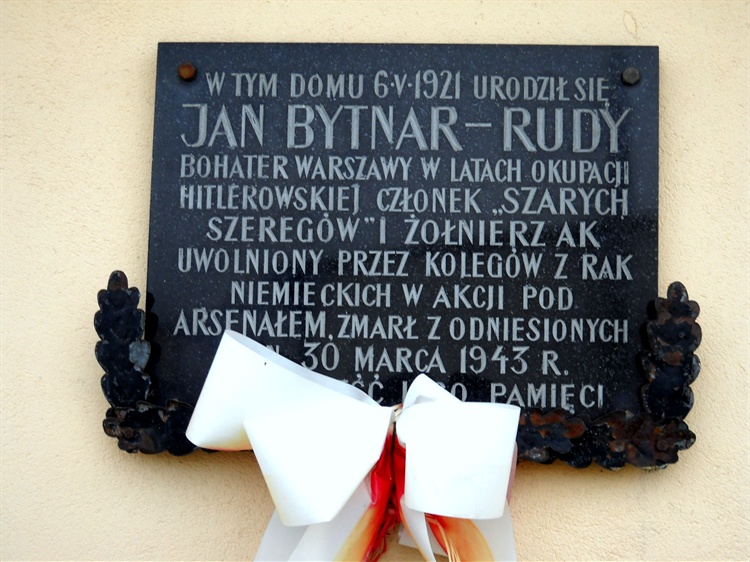 W TYM DOMU 6·V·1921 URODZIŁ SIĘ
JAN BYTNAR–RUDY
BOHATER WARSZAWY W LATACH OKUPACJI
HITLEROWSKIEJ CZŁONEK „SZARYCH
SZEREGÓW” I ŻOŁNIERZ AK
UWOLNIONY PRZEZ KOLEGÓW Z RĄK
NIEMIECKICH W AKCJI POD
ARSENAŁEM, ZMARŁ Z ODNIESIONYCH
30 MARCA 1943 R.
PAMIĘCI